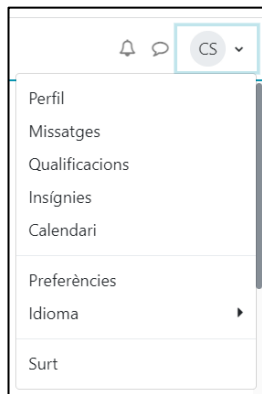 CS
Perfil
Missatges
Qualificacions
Insígnies
Calendari
Preferències
Idioma
Surt